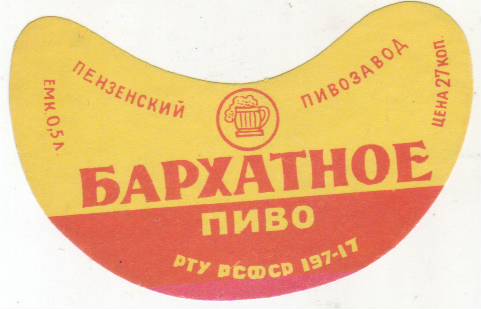 ПЕНЗЕНСКИЙ ПИВОЗАВОД
ЕМК. 0,5 Л.
ЦЕНА 27 КОП.
БАРХАТНОЕ
ПИВО
РТУ РСФСР 197-17